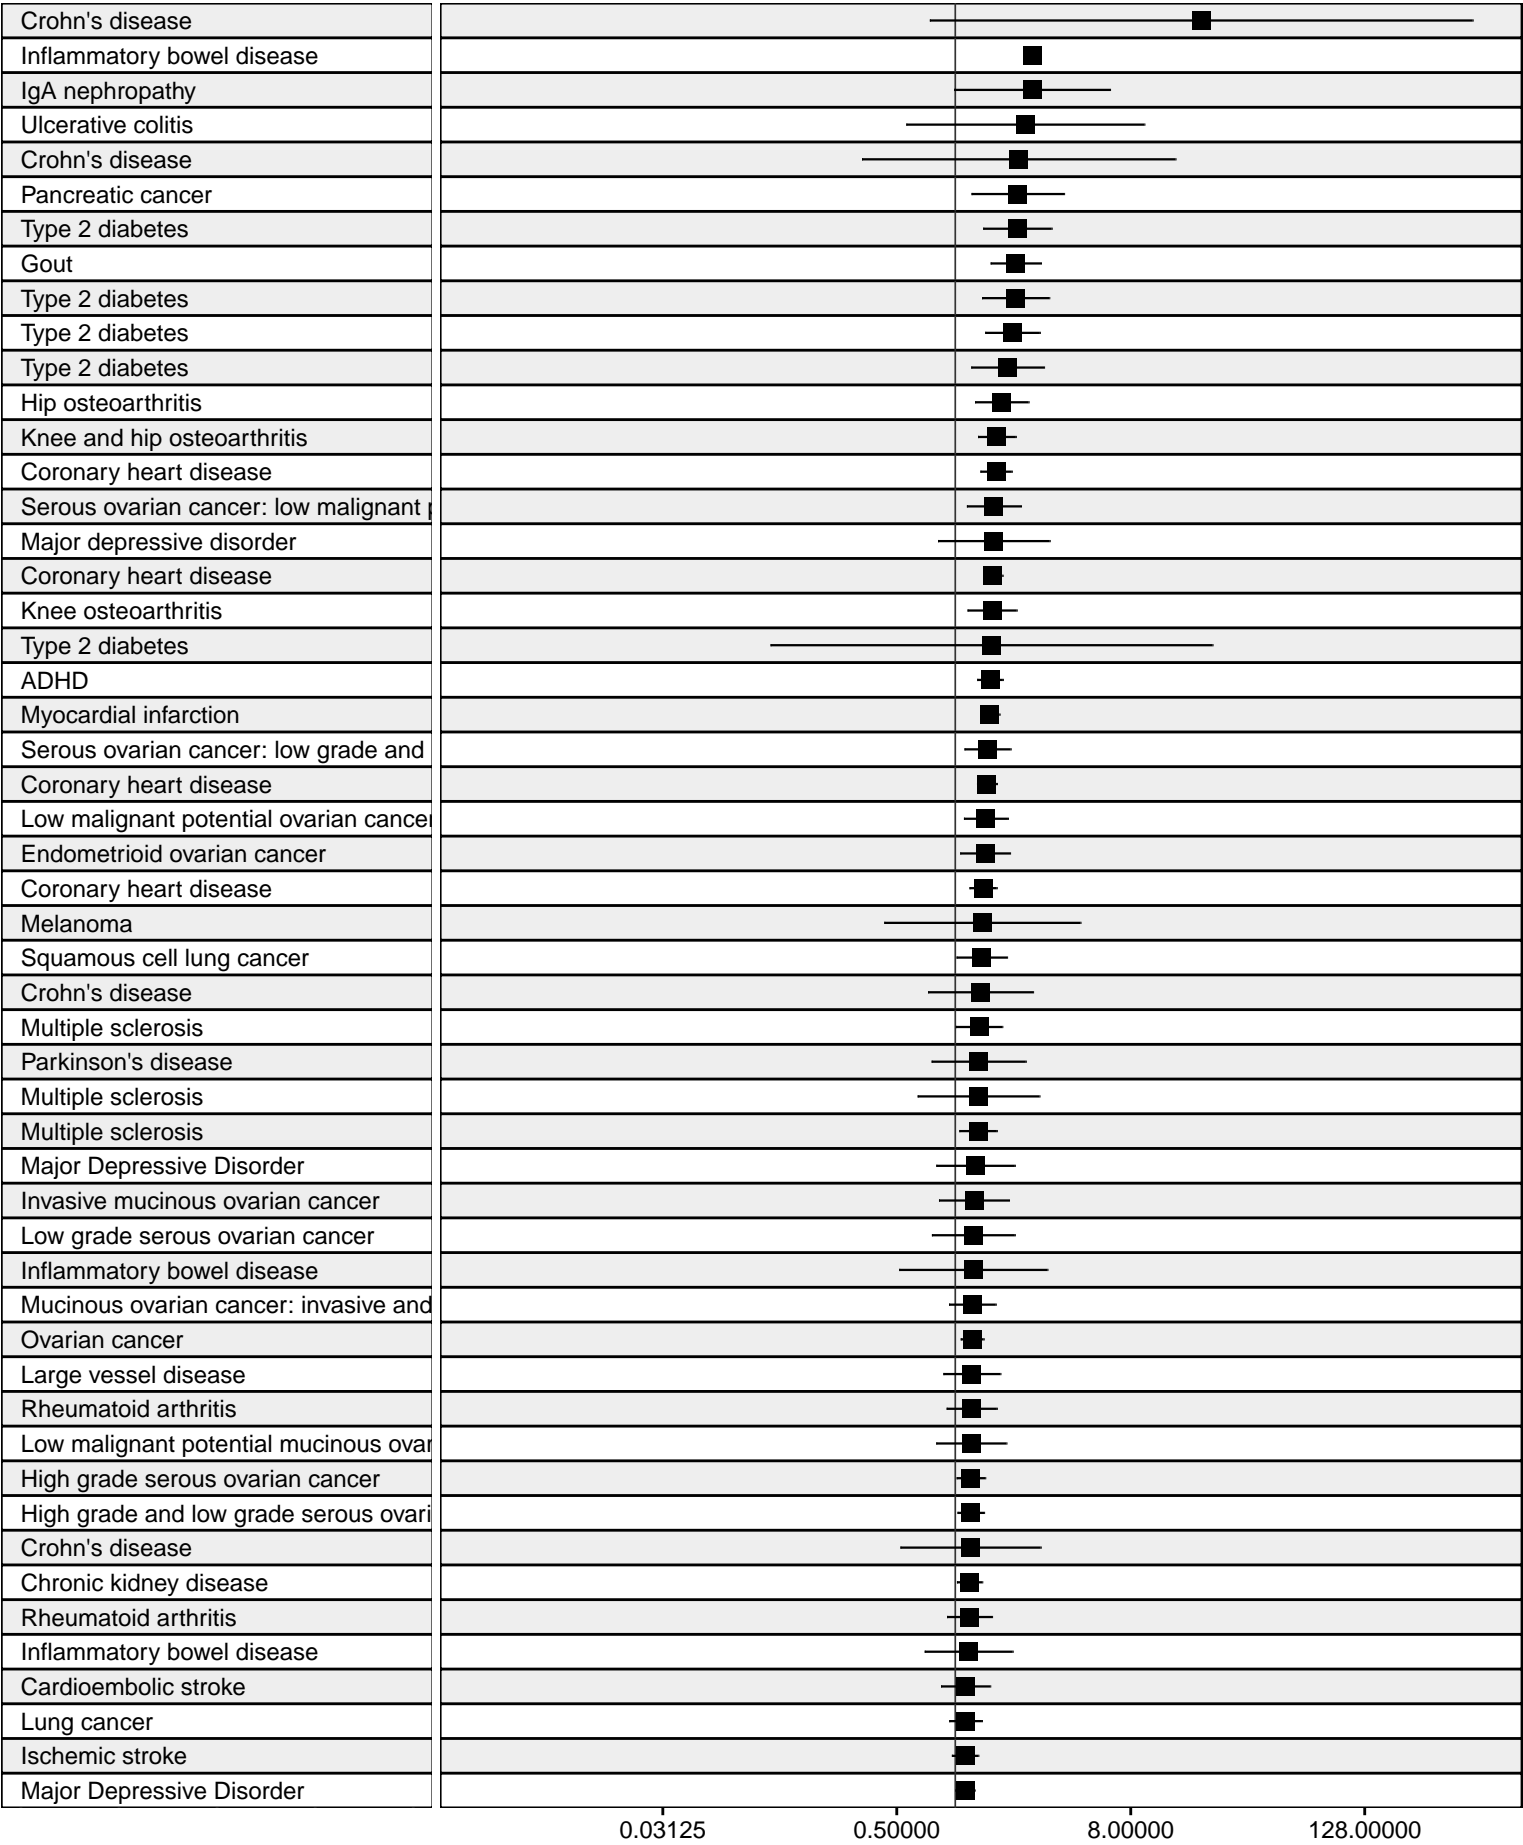 Crohn's disease
Inflammatory bowel disease
IgA nephropathy
Ulcerative colitis
Crohn's disease
Pancreatic cancer
Type 2 diabetes
Gout
Type 2 diabetes
Type 2 diabetes
Type 2 diabetes
Hip osteoarthritis
Knee and hip osteoarthritis
Coronary heart disease
Serous ovarian cancer: low malignant
Major depressive disorder
Coronary heart disease
Knee osteoarthritis
Type 2 diabetes
ADHD
Myocardial infarction
Serous ovarian cancer: low grade and
Coronary heart disease
Low malignant potential ovarian cancer
Endometrioid ovarian cancer
Coronary heart disease
Melanoma
Squamous cell lung cancer
Crohn's disease
Multiple sclerosis
Parkinson's disease
Multiple sclerosis
Multiple sclerosis
Major Depressive Disorder
Invasive mucinous ovarian cancer
Low grade serous ovarian cancer
Inflammatory bowel disease
Mucinous ovarian cancer: invasive and
Ovarian cancer
Large vessel disease
Rheumatoid arthritis
Low malignant potential mucinous ovar
High grade serous ovarian cancer
High grade and low grade serous ovari
Crohn's disease
Chronic kidney disease
Rheumatoid arthritis
Inflammatory bowel disease
Cardioembolic stroke
Lung cancer
Ischemic stroke
Major Depressive Disorder
0.03125 0.50000 8.00000 128.00000